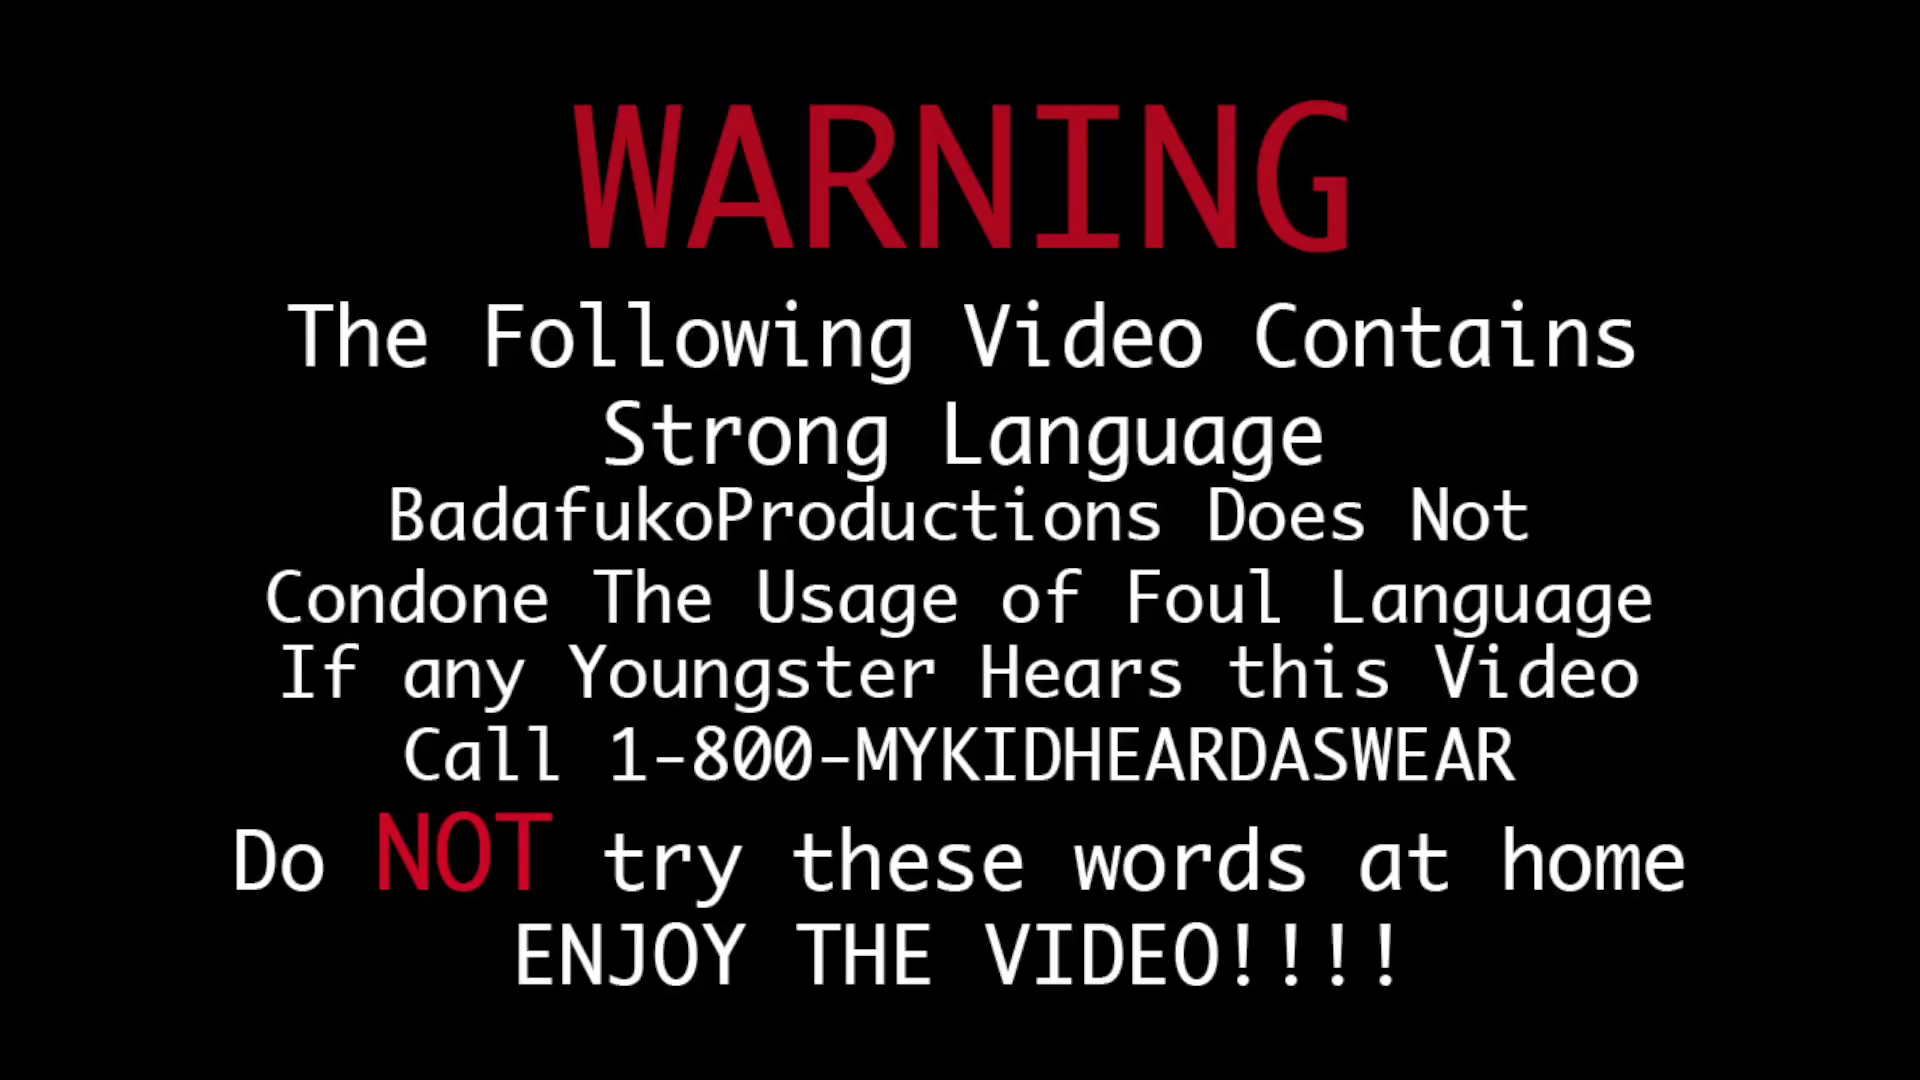 WARNING
The Following Video Contains
Strong Language
BadafukoProductions Does Not
Condone The Usage of Foul Language
If any Youngster Hears this Video
Call 1-800-MYKIDHEARDASWEAR
Do NOT try these words at home
ENJOY THE VIDEO!!!!